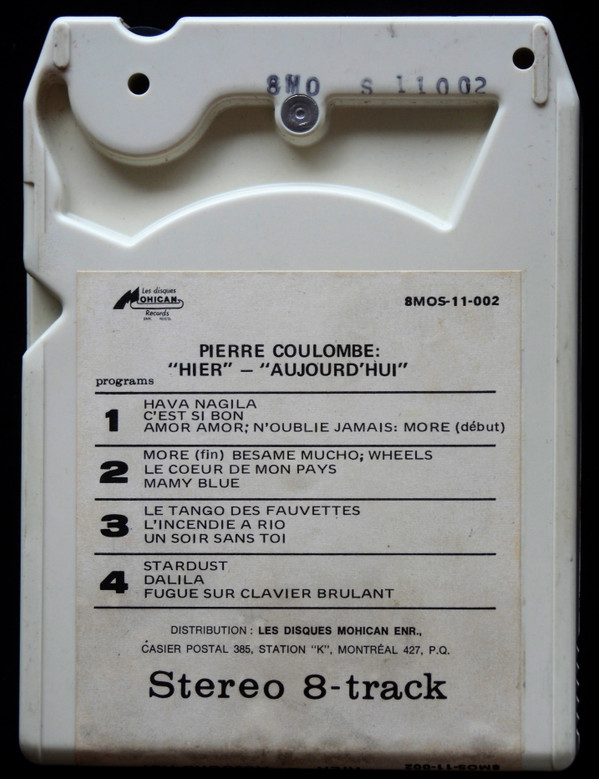 8MO S 11002
Les disques
MOHICAN
Records
8MOS-11-002
PIERRE COULOMBE:
"HIER" – "AUJOURD'HUI"
programs
1
HAVA NAGILA
C'EST SI BON
AMOR AMOR; N'OUBLIE JAMAIS: MORE (début)
2
MORE (fin) BESAME MUCHO; WHEELS
LE COEUR DE MON PAYS
MAMY BLUE
3
LE TANGO DES FAUVETTES
L'INCENDIE A RIO
UN SOIR SANS TOI
4
STARDUST
DALILA
FUGUE SUR CLAVIER BRULANT
DISTRIBUTION : LES DISQUES MOHICAN ENR.,
CASIER POSTAL 385, STATION "K", MONTRÉAL 427, P.Q.
Stereo 8-track
8MOS-11-002